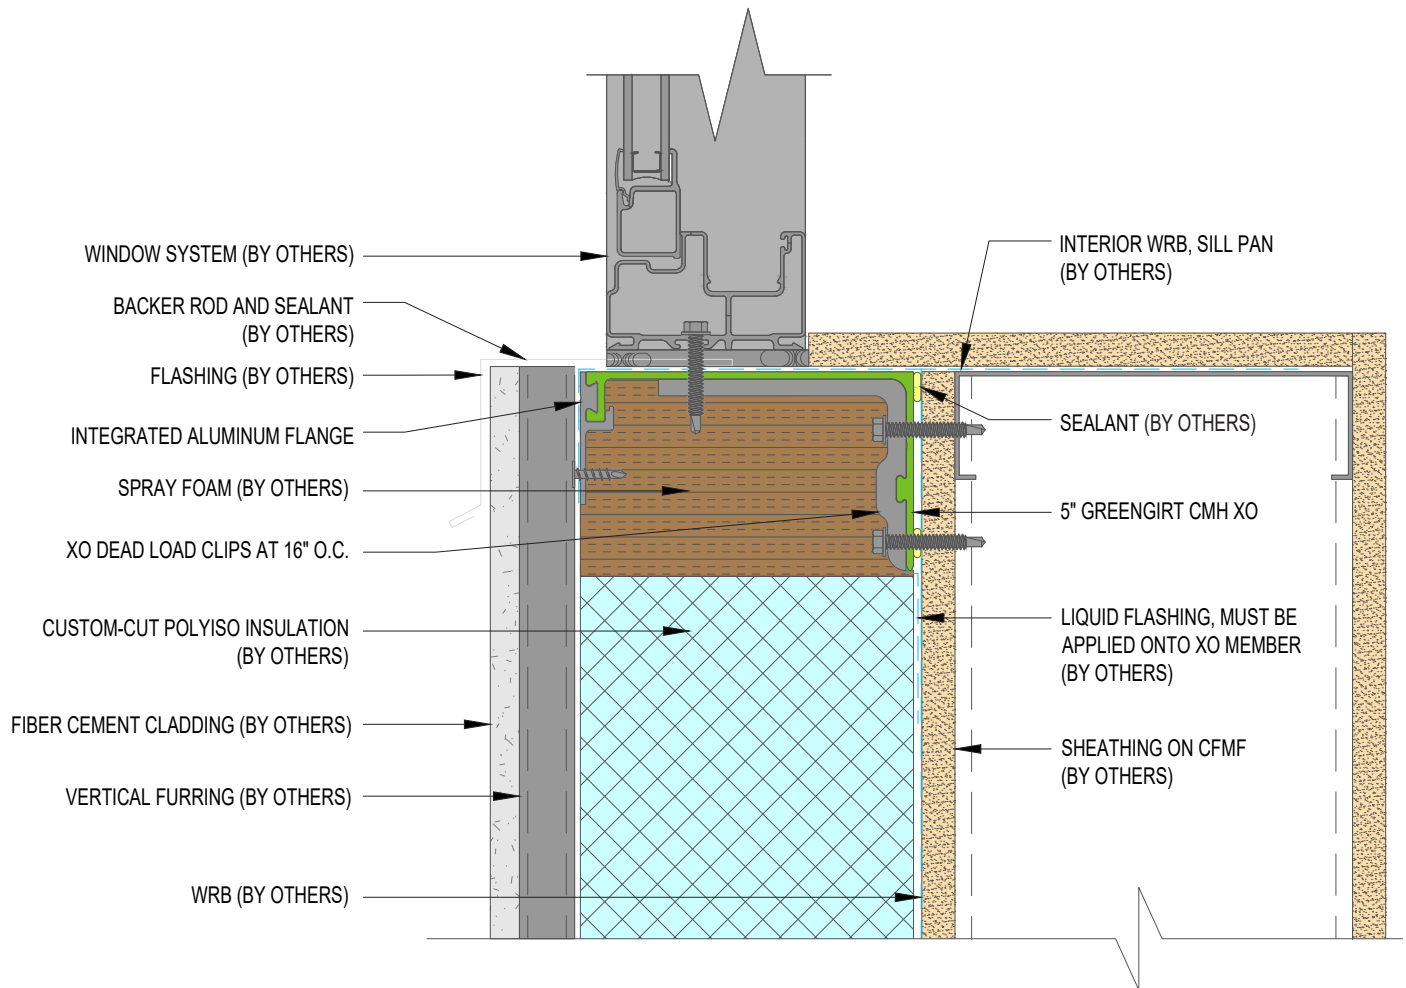 WINDOW SYSTEM (BY OTHERS)
BACKER ROD AND SEALANT
(BY OTHERS)
FLASHING (BY OTHERS)
INTEGRATED ALUMINUM FLANGE
SPRAY FOAM (BY OTHERS)
XO DEAD LOAD CLIPS AT 16" O.C.
CUSTOM-CUT POLYISO INSULATION
(BY OTHERS)
FIBER CEMENT CLADDING (BY OTHERS)
VERTICAL FURRING (BY OTHERS)
WRB (BY OTHERS)
INTERIOR WRB, SILL PAN
(BY OTHERS)
SEALANT (BY OTHERS)
5" GREENGIRT CMH XO
LIQUID FLASHING, MUST BE
APPLIED ONTO XO MEMBER
(BY OTHERS)
SHEATHING ON CFMF
(BY OTHERS)